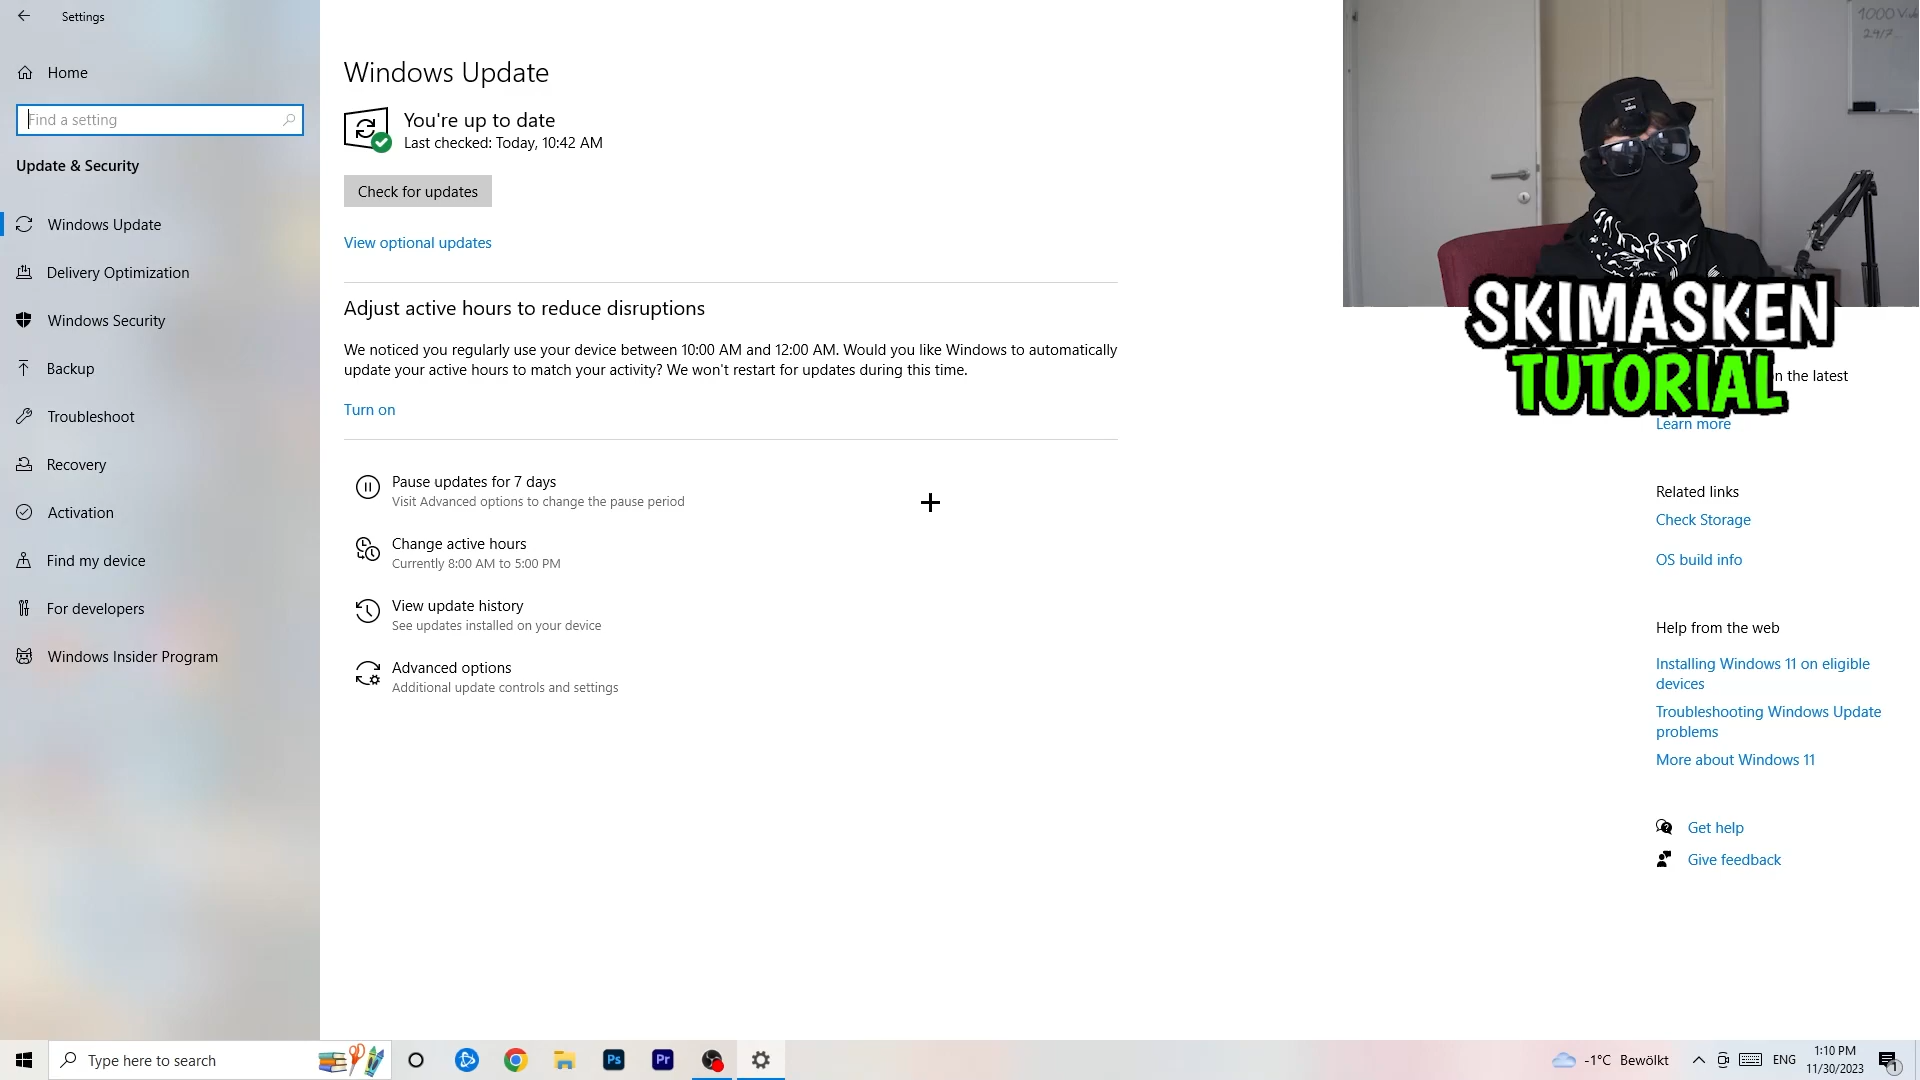 Settings
Home
Find a setting
Update & Security
Windows Update
Delivery Optimization
Windows Security
Backup
Troubleshoot
Recovery
Activation
Find my device
For developers
Windows Insider Program
Windows Update
You're up to date
Last checked: Today, 10:42 AM
Check for updates
View optional updates
Adjust active hours to reduce disruptions
We noticed you regularly use your device between 10:00 AM and 12:00 AM. Would you like Windows to automatically
update your active hours to match your activity? We won't restart for updates during this time.
Turn on
Pause updates for 7 days
Visit Advanced options to change the pause period
Change active hours
Currently 8:00 AM to 5:00 PM
View update history
See updates installed on your device
Advanced options
Additional update controls and settings
SKIMASKEN
TUTORIAL
n the latest
Learn more
Related links
Check Storage
OS build info
Help from the web
Installing Windows 11 on eligible
devices
Troubleshooting Windows Update
problems
More about Windows 11
Get help
Give feedback
Type here to search
Ps
Pr
-1°C Bewölkt
ENG
1:10 PM
11/30/2023
1